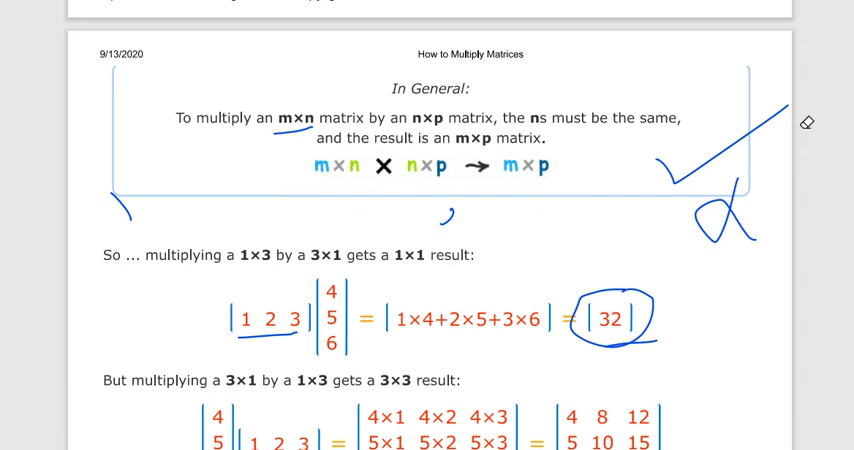 9/13/2020 How to Multiply Matrices
In General:
To multiply an m×n matrix by an n×p matrix, the ns must be the same,
and the result is an m×p matrix.
m×n × n×p → m×p
So ... multiplying a 1×3 by a 3×1 gets a 1×1 result:
4
1 2 3 5 = 1×4+2×5+3×6 = 32
6
But multiplying a 3×1 by a 1×3 gets a 3×3 result:
4 4×1 4×2 4×3 4 8 12
5 1 2 3 = 5×1 5×2 5×3 = 5 10 15